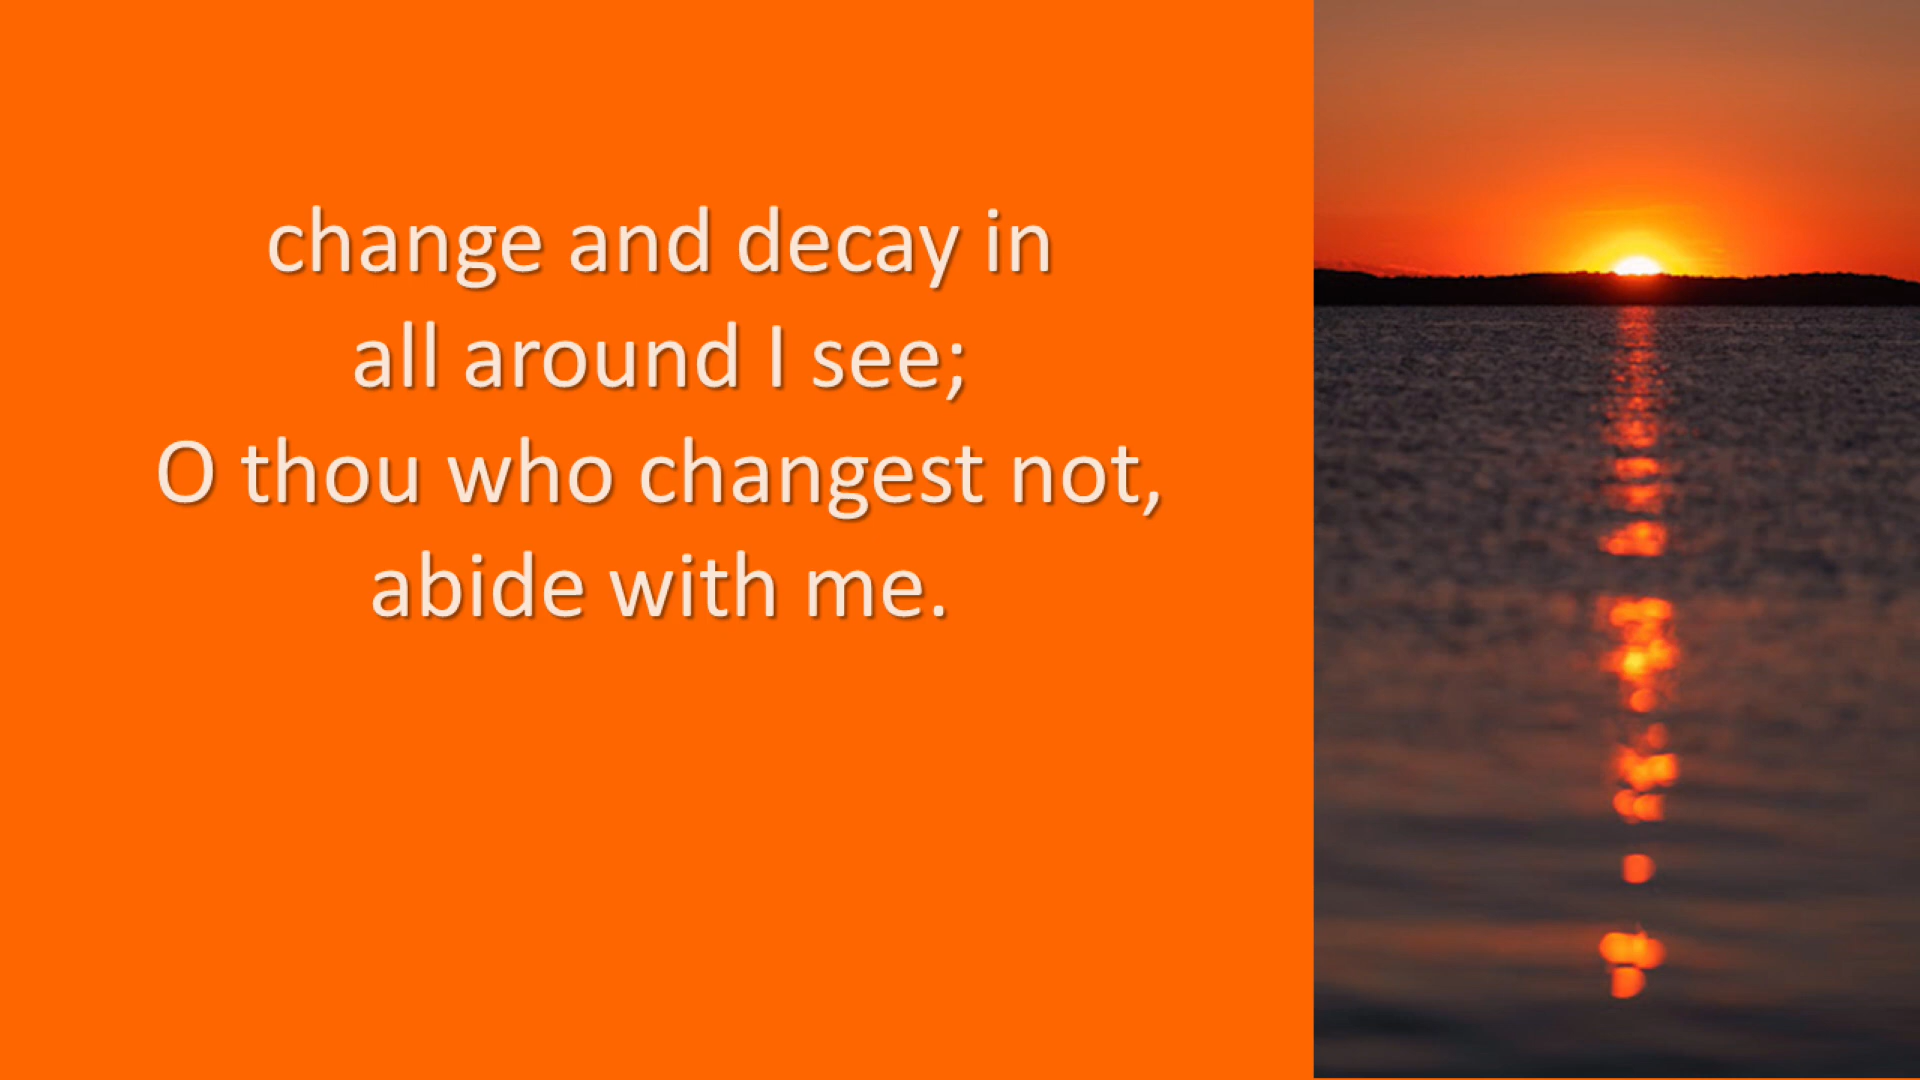 change and decay in
all around I see;
O thou who changest not,
abide with me.